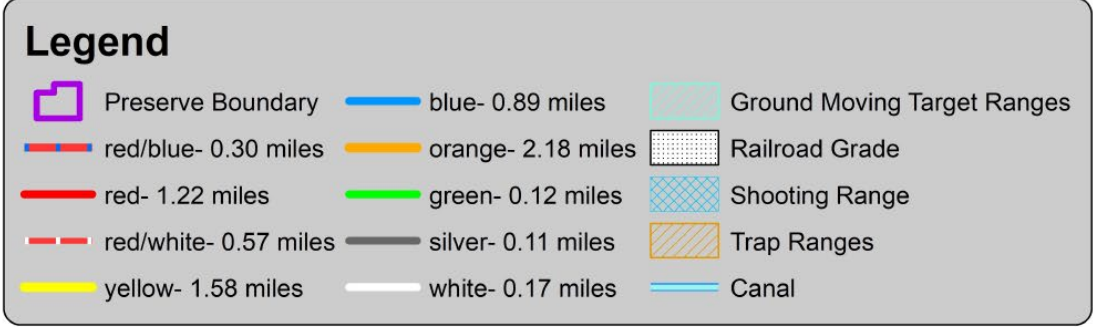 Legend
Preserve Boundary
red/blue- 0.30 miles
red- 1.22 miles
red/white- 0.57 miles
yellow- 1.58 miles
blue- 0.89 miles
orange- 2.18 miles
green- 0.12 miles
silver- 0.11 miles
white- 0.17 miles
Ground Moving Target Ranges
Railroad Grade
Shooting Range
Trap Ranges
Canal